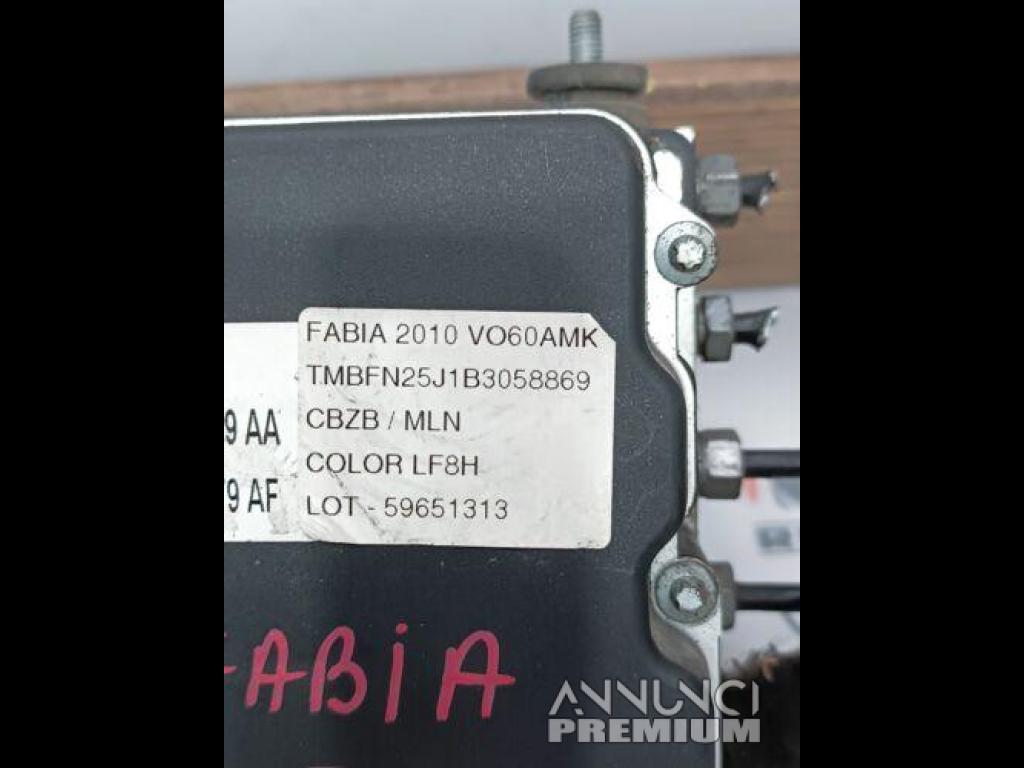 FABIA 2010 VO60AMK
TMBFN25J1B3058869
CBZB / MLN
9 AA
COLOR LF8H
9 AF
LOT - 59651313
FABiA
ANNUNCI
PREMIUM